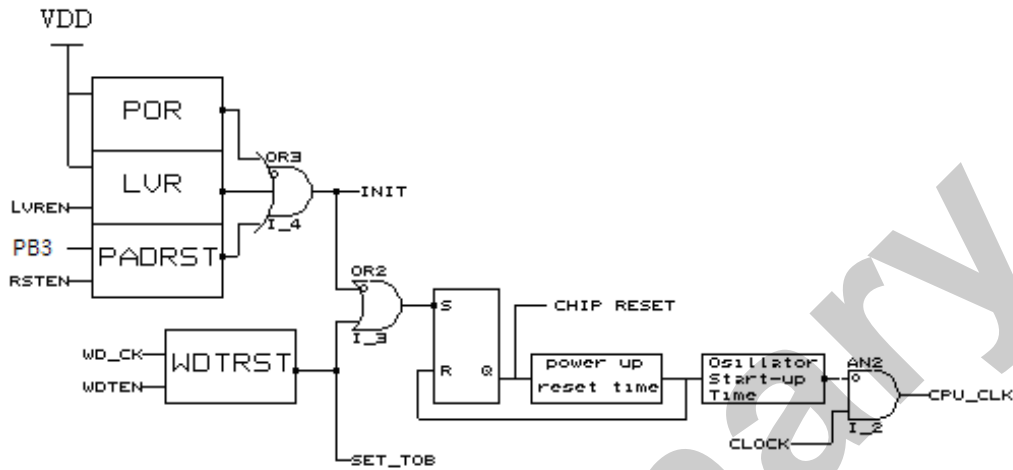 VDD
POR
LVR
LVREN
PB3
PADRST
RSTEN
OR3
I_4
INIT
OR2
I_3
WD_CK
WDTEN
WDTRST
SET_TOB
S
R Q
CHIP RESET
power up
reset time
Osillator
Start-up
Time
AN2
I_2
CLOCK
CPU_CLK